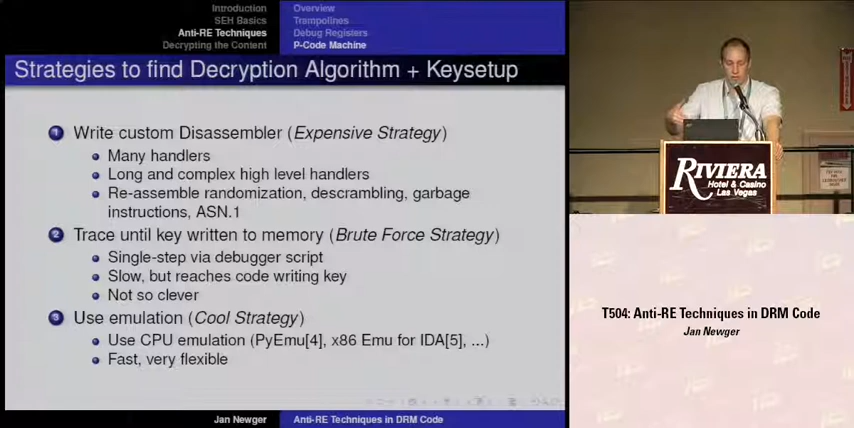 Introduction
SEH Basics
Anti-RE Techniques
Decrypting the Content
Overview
Trampolines
Debug Registers
P-Code Machine
Strategies to find Decryption Algorithm + Keysetup
1 Write custom Disassembler (Expensive Strategy)
Many handlers
Long and complex high level handlers
Re-assemble randomization, descrambling, garbage
instructions, ASN.1
2 Trace until key written to memory (Brute Force Strategy)
Single-step via debugger script
Slow, but reaches code writing key
Not so clever
3 Use emulation (Cool Strategy)
Use CPU emulation (PyEmu[4], x86 Emu for IDA[5], ...)
Fast, very flexible
Jan Newger
Anti-RE Techniques in DRM Code
RIVIERA
Hotel & Casino
Las Vegas
T504: Anti-RE Techniques in DRM Code
Jan Newger